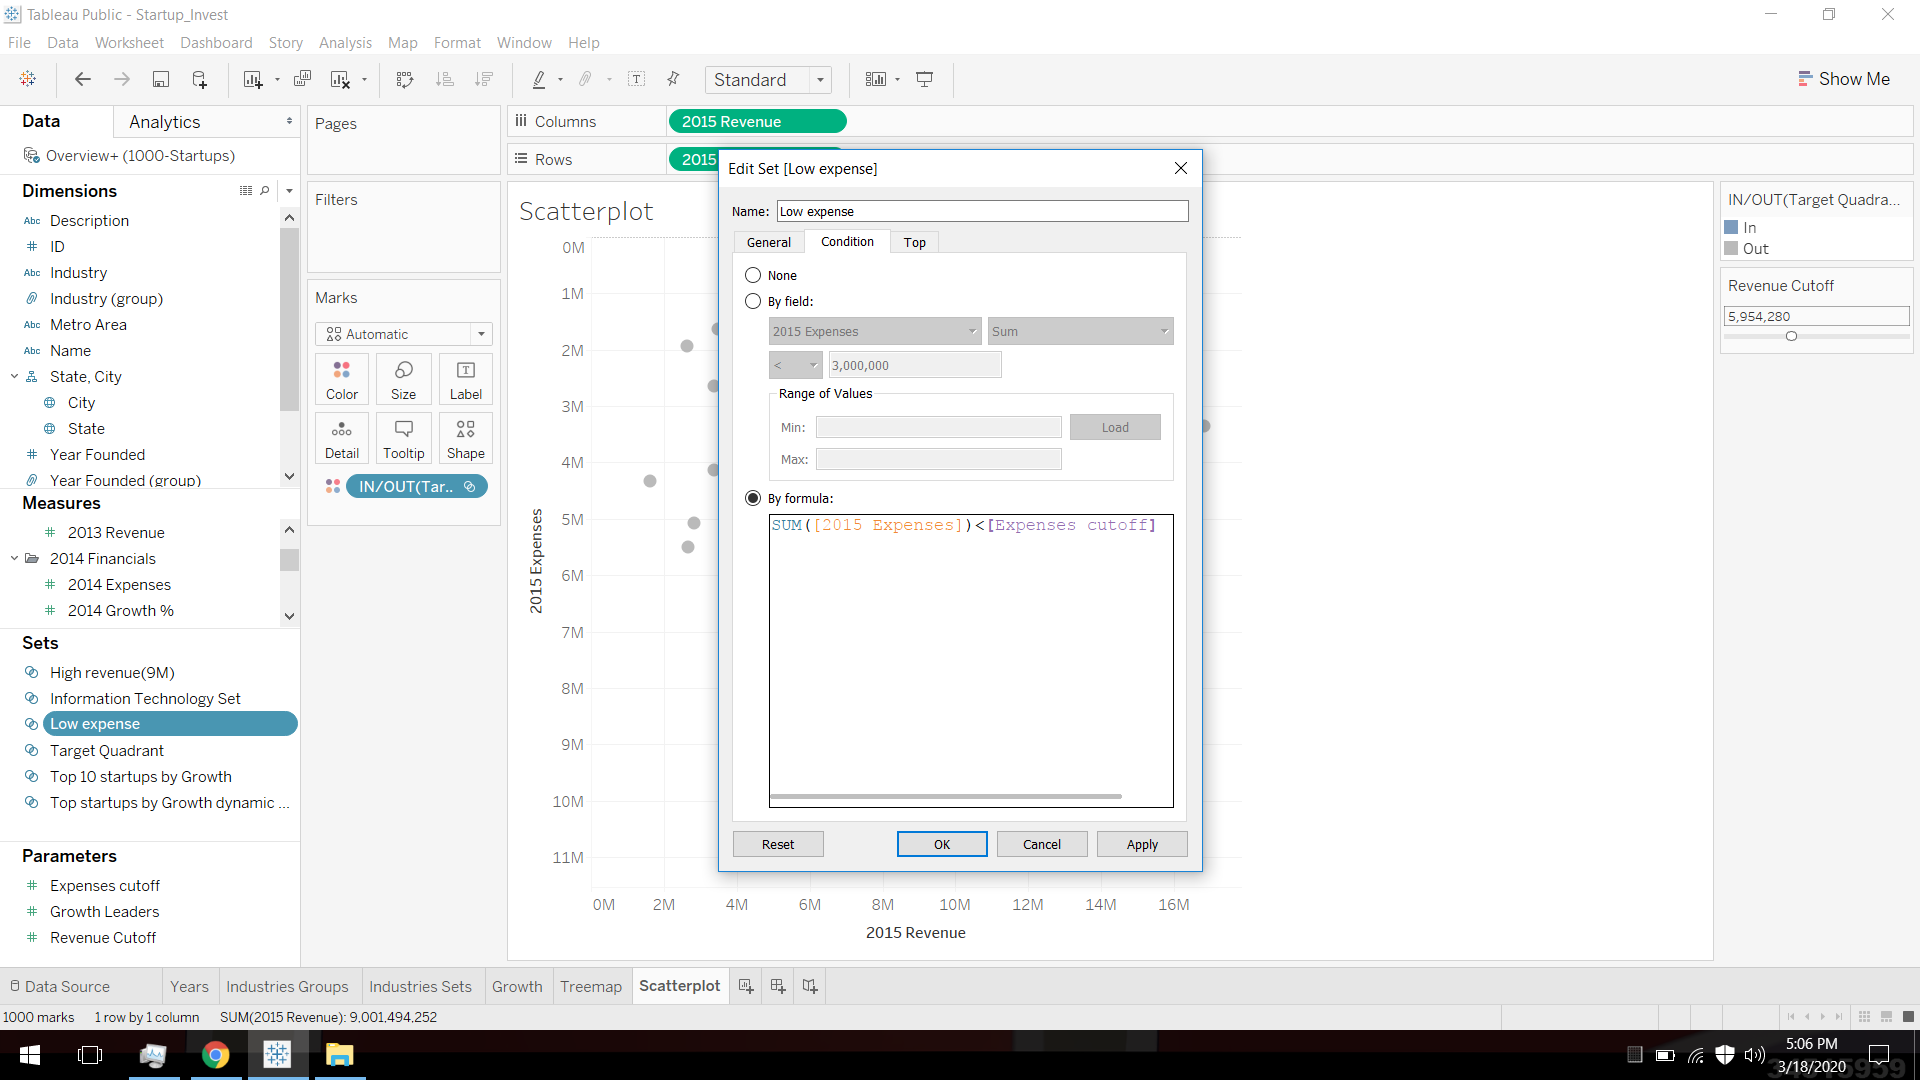 Tableau Public - Startup_Invest
File Data Worksheet Dashboard Story Analysis Map Format Window Help
Standard
Show Me
Data
Analytics
Overview+ (1000-Startups)
Dimensions
Abc Description
ID
Abc Industry
Industry (group)
Abc Metro Area
Abc Name
State, City
City
State
Year Founded
Year Founded (group)
Measures
2013 Revenue
2014 Financials
2014 Expenses
2014 Growth %
Sets
High revenue(9M)
Information Technology Set
Low expense
Target Quadrant
Top 10 startups by Growth
Top startups by Growth dynamic ...
Parameters
Expenses cutoff
Growth Leaders
Revenue Cutoff
Pages
Filters
Marks
Automatic
Color Size Label
Detail Tooltip Shape
IN/OUT(Tar..
Columns
2015 Revenue
Rows
2015
Scatterplot
0M
1M
2M
3M
4M
5M
6M
7M
8M
9M
10M
11M
2015 Expenses
0M 2M 4M 6M 8M 10M 12M 14M 16M
2015 Revenue
Edit Set [Low expense]
Name: Low expense
General Condition Top
None
By field:
2015 Expenses Sum
< 3,000,000
Range of Values
Min: Load
Max:
By formula:
SUM([2015 Expenses])<[Expenses cutoff]
Reset OK Cancel Apply
IN/OUT(Target Quadra...
In
Out
Revenue Cutoff
5,954,280
Data Source Years Industries Groups Industries Sets Growth Treemap Scatterplot
1000 marks 1 row by 1 column SUM(2015 Revenue): 9,001,494,252
5:06 PM
3/18/2020